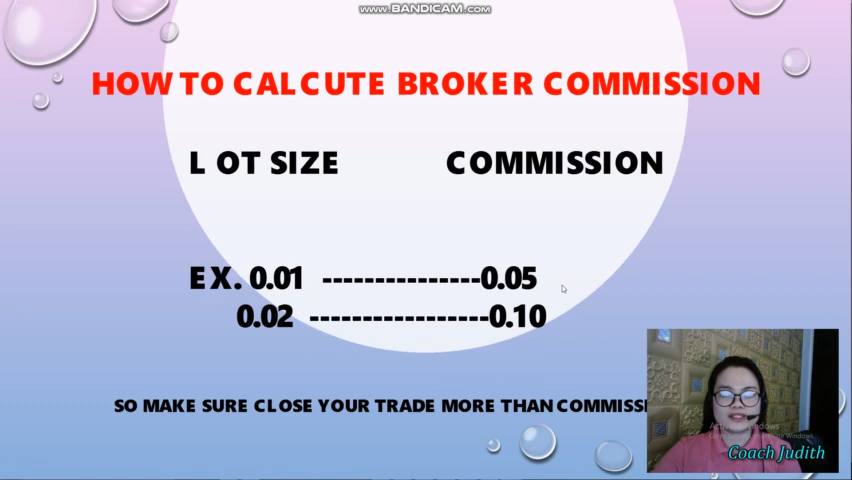 www.BANDICAM.com
HOW TO CALCUTE BROKER COMMISSION
L OT SIZE COMMISSION
EX. 0.01 ---------------0.05
0.02 -----------------0.10
SO MAKE SURE CLOSE YOUR TRADE MORE THAN COMMISSI
Coach Judith